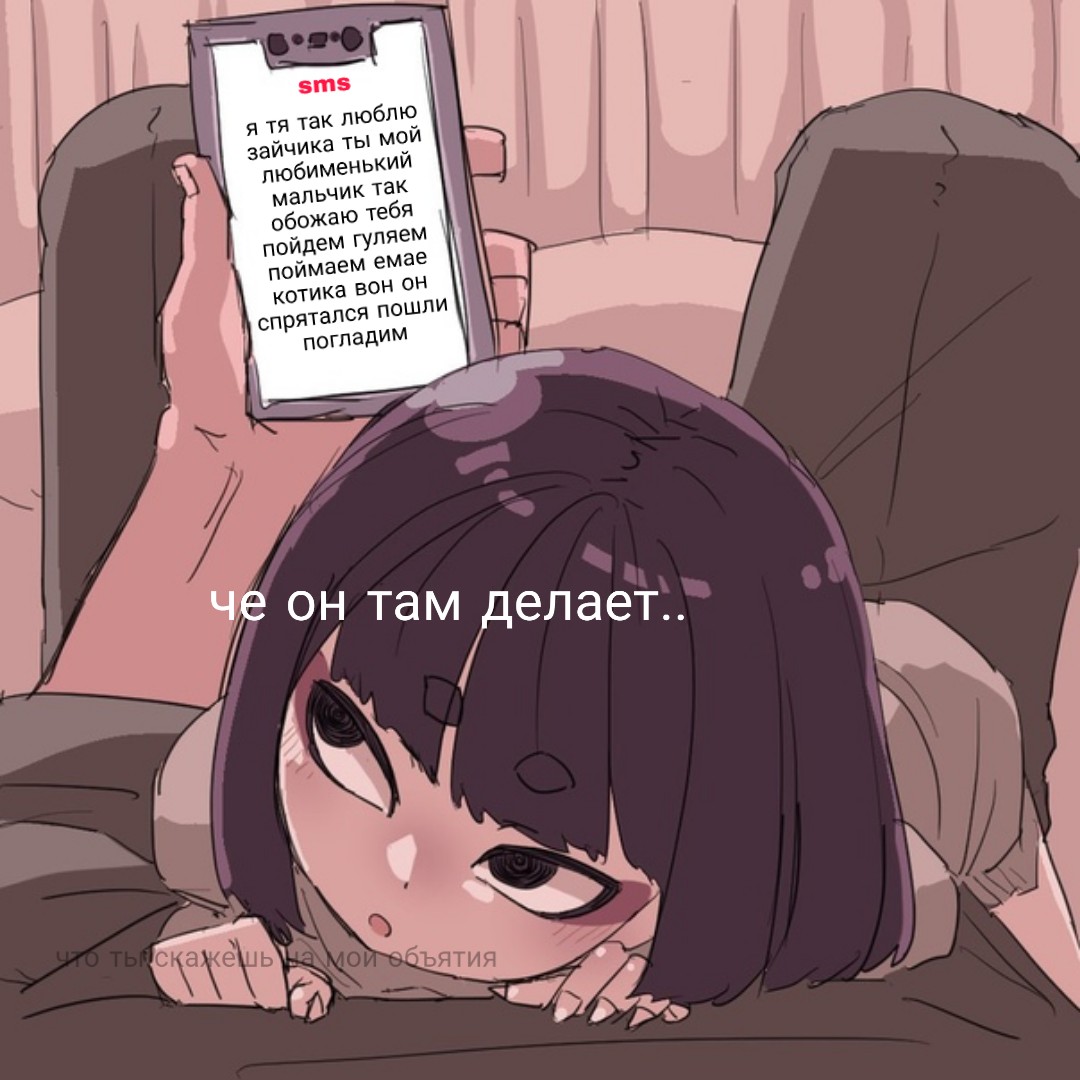 sms
я тя так люблю
зайчика ты мой
любименький
мальчик так
обожаю тебя
пойдем гуляем
поймаем емае
котика вон он
спрятался пошли
погладим
че он там делает..
что ты скажешь на мои объятия